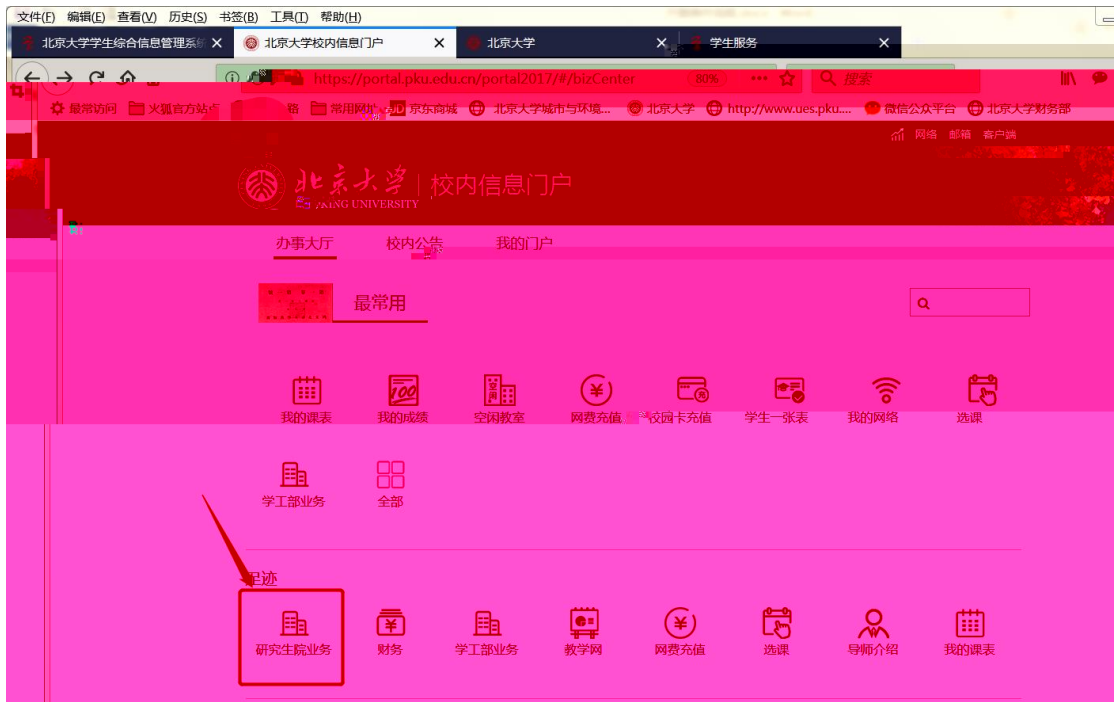 文件(F) 编辑(E) 查看(V) 历史(S) 书签(B) 工具(T) 帮助(H)
北京大学学生综合信息管理系统 北京大学校内信息门户 北京大学 学生服务
https://portal.pku.edu.cn/portal2017/#/bizCenter 80% 搜索
最常访问 火狐官方站点 常用网址 JD 京东商城 北京大学城市与环境... 北京大学 http://www.ues.pku.... 微信公众平台 北京大学财务部
网络 邮箱 客户端
北京大学 校内信息门户
PEKING UNIVERSITY
办事大厅 校内公告 我的门户
最常用
100
我的课表 我的成绩 空闲教室 网费充值 校园卡充值 学生一张表 我的网络 选课
学工部业务 全部
足迹
研究生院业务 财务 学工部业务 教学网 网费充值 选课 导师介绍 我的课表